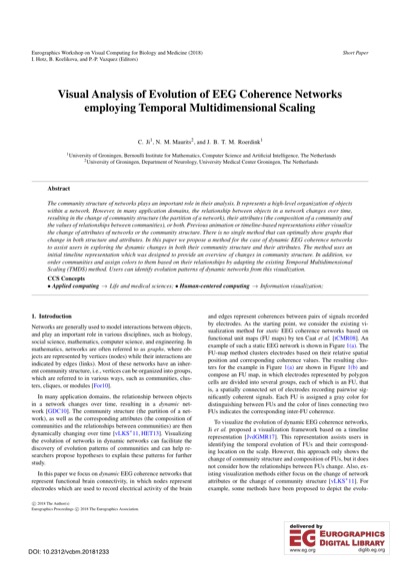 Eurographics Workshop on Visual Computing for Biology and Medicine (2018)
I. Hotz, B. Kozlikova, and P.-P. Vazquez (Editors)
Short Paper
Visual Analysis of Evolution of EEG Coherence Networks
employing Temporal Multidimensional Scaling
C. Ji1, N. M. Maurits2, and J. B. T. M. Roerdink1
1University of Groningen, Bernoulli Institute for Mathematics, Computer Science and Artificial Intelligence, The Netherlands
2University of Groningen, Department of Neurology, University Medical Center Groningen, The Netherlands
Abstract
The community structure of networks plays an important role in their analysis. It represents a high-level organization of objects
within a network. However, in many application domains, the relationship between objects in a network changes over time,
resulting in the change of community structure (the partition of a network), their attributes (the composition of a community and
the values of relationships between communities), or both. Previous animation or timeline-based representations either visualize
the change of attributes of networks or the community structure. There is no single method that can optimally show graphs that
change in both structure and attributes. In this paper we propose a method for the case of dynamic EEG coherence networks
to assist users in exploring the dynamic changes in both their community structure and their attributes. The method uses an
initial timeline representation which was designed to provide an overview of changes in community structure. In addition, we
order communities and assign colors to them based on their relationships by adapting the existing Temporal Multidimensional
Scaling (TMDS) method. Users can identify evolution patterns of dynamic networks from this visualization.
CCS Concepts
• Applied computing → Life and medical sciences; • Human-centered computing → Information visualization;
1. Introduction
Networks are generally used to model interactions between objects,
and play an important role in various disciplines, such as biology,
social science, mathematics, computer science, and engineering. In
mathematics, networks are often referred to as graphs, where ob-
jects are represented by vertices (nodes) while their interactions are
indicated by edges (links). Most of these networks have an inher-
ent community structure, i.e., vertices can be organized into groups,
which are referred to in various ways, such as communities, clus-
ters, cliques, or modules [For10].
In many application domains, the relationship between objects
in a network changes over time, resulting in a dynamic net-
work [GDC10]. The community structure (the partition of a net-
work), as well as the corresponding attributes (the composition of
communities and the relationships between communities) are then
dynamically changing over time [vLKS*11, HET13]. Visualizing
the evolution of networks in dynamic networks can facilitate the
discovery of evolution patterns of communities and can help re-
searchers propose hypotheses to explain these patterns for further
study.
In this paper we focus on dynamic EEG coherence networks that
represent functional brain connectivity, in which nodes represent
electrodes which are used to record electrical activity of the brain
and edges represent coherences between pairs of signals recorded
by electrodes. As the starting point, we consider the existing vi-
sualization method for static EEG coherence networks based on
functional unit maps (FU maps) by ten Caat et al. [tCMR08]. An
example of such a static EEG network is shown in Figure 1(a). The
FU-map method clusters electrodes based on their relative spatial
position and corresponding coherence values. The resulting clus-
ters for the example in Figure 1(a) are shown in Figure 1(b) and
compose an FU map, in which electrodes represented by polygon
cells are divided into several groups, each of which is an FU, that
is, a spatially connected set of electrodes recording pairwise sig-
nificantly coherent signals. Each FU is assigned a gray color for
distinguishing between FUs and the color of lines connecting two
FUs indicates the corresponding inter-FU coherence.
To visualize the evolution of dynamic EEG coherence networks,
Ji et al. proposed a visualization framework based on a timeline
representation [JvdGMR17]. This representation assists users in
identifying the temporal evolution of FUs and their correspond-
ing location on the scalp. However, this approach only shows the
change of community structure and composition of FUs, but it does
not consider how the relationships between FUs change. Also, ex-
isting visualization methods either focus on the change of network
attributes or the change of community structure [vLKS*11]. For
example, some methods have been proposed to depict the evolu-
© 2018 The Author(s)
Eurographics Proceedings © 2018 The Eurographics Association
DOI: 10.2312/vcbm.20181233
delivered by
EG EUROGRAPHICS
DIGITAL LIBRARY
www.eg.org
diglib.eg.org